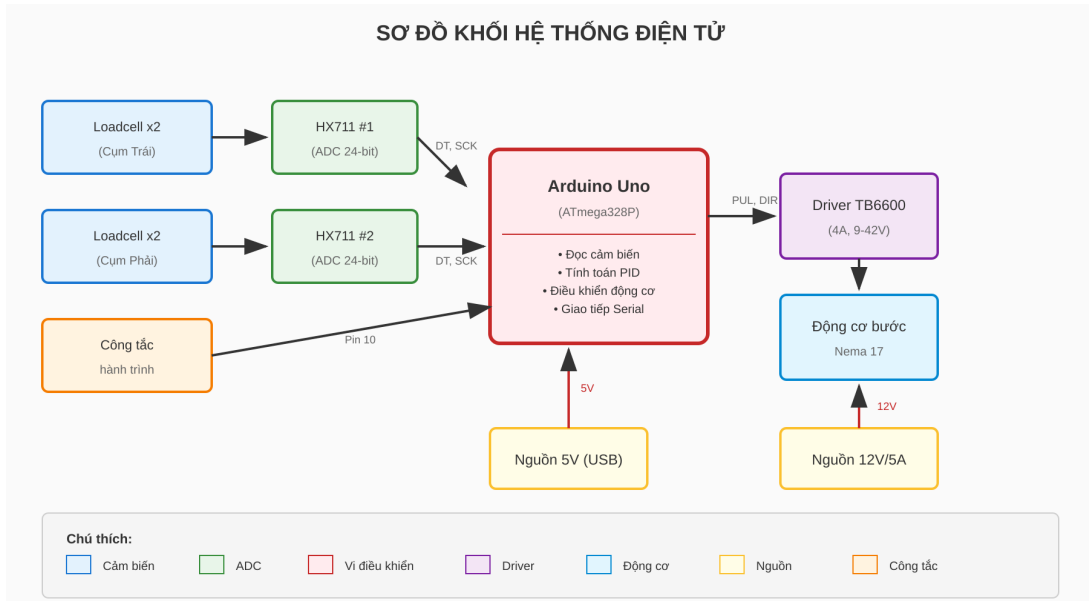 SƠ ĐỒ KHỐI HỆ THỐNG ĐIỆN TỬ
Loadcell x2
(Cụm Trái)
HX711 #1
(ADC 24-bit)
DT, SCK
Loadcell x2
(Cụm Phải)
HX711 #2
(ADC 24-bit)
DT, SCK
Công tắc
hành trình
Pin 10
Arduino Uno
(ATmega328P)
• Đọc cảm biến
• Tính toán PID
• Điều khiển động cơ
• Giao tiếp Serial
PUL, DIR
Driver TB6600
(4A, 9-42V)
Động cơ bước
Nema 17
5V
12V
Nguồn 5V (USB)
Nguồn 12V/5A
Chú thích:
Cảm biến
ADC
Vi điều khiển
Driver
Động cơ
Nguồn
Công tắc